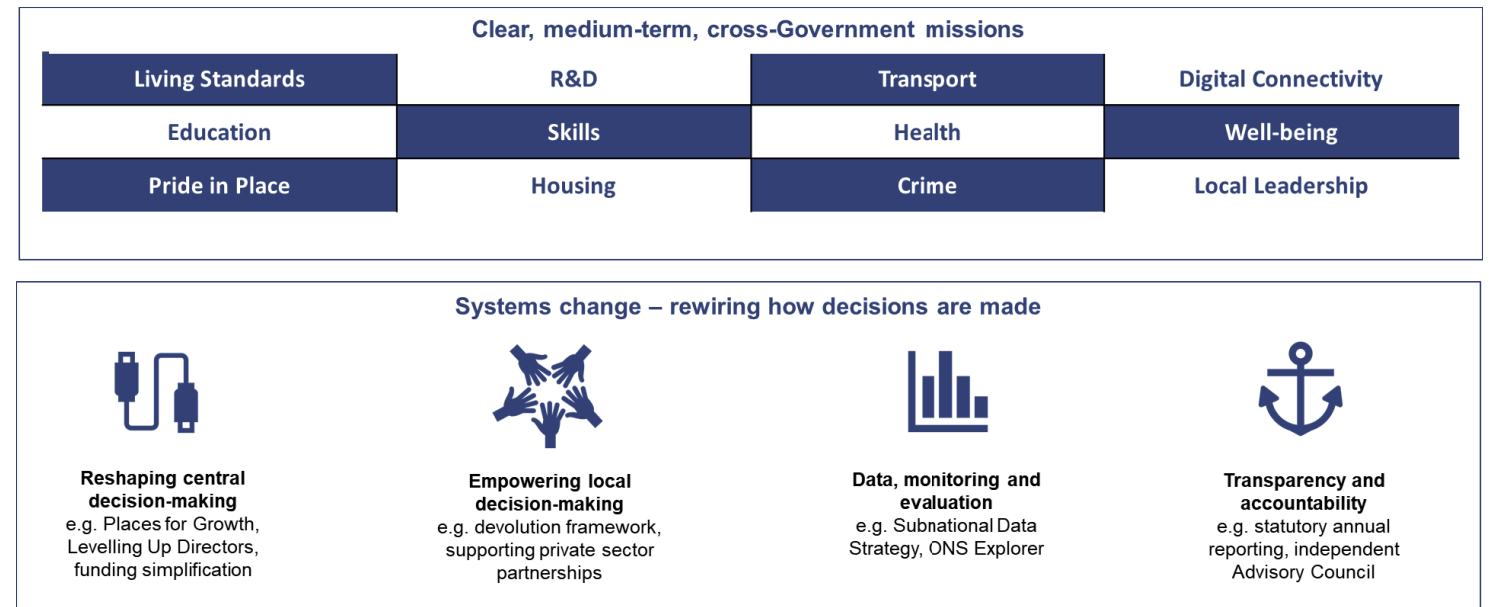 Clear, medium-term, cross-Government missions
Living Standards
R&D
Transport
Digital Connectivity
Education
Skills
Health
Well-being
Pride in Place
Housing
Crime
Local Leadership
Systems change – rewiring how decisions are made
Reshaping central
decision-making
e.g. Places for Growth,
Levelling Up Directors,
funding simplification
Empowering local
decision-making
e.g. devolution framework,
supporting private sector
partnerships
Data, monitoring and
evaluation
e.g. Subnational Data
Strategy, ONS Explorer
Transparency and
accountability
e.g. statutory annual
reporting, independent
Advisory Council